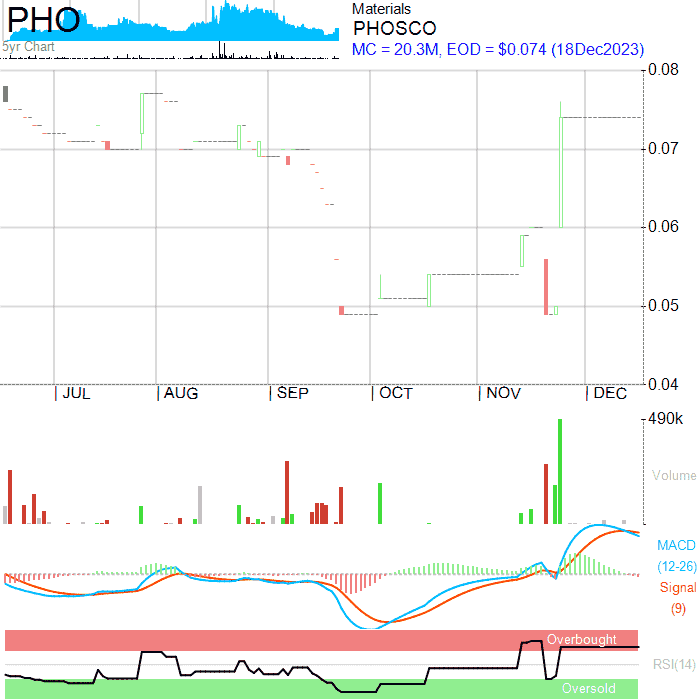 PHO
5yr Chart
Materials
PHOSCO
MC = 20.3M, EOD = $0.074 (18Dec2023)
0.08
0.07
0.06
0.05
0.04
JUL AUG SEP OCT NOV DEC
490k
Volume
MACD
(12-26)
Signal
(9)
Overbought
RSI(14)
Oversold